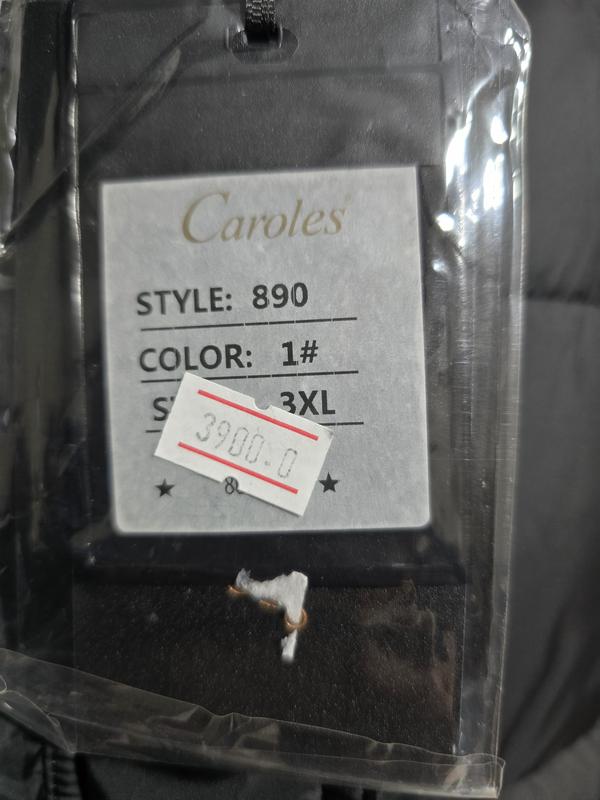 Caroles
STYLE: 890
COLOR: 1#
3XL
3900.0
★ ★